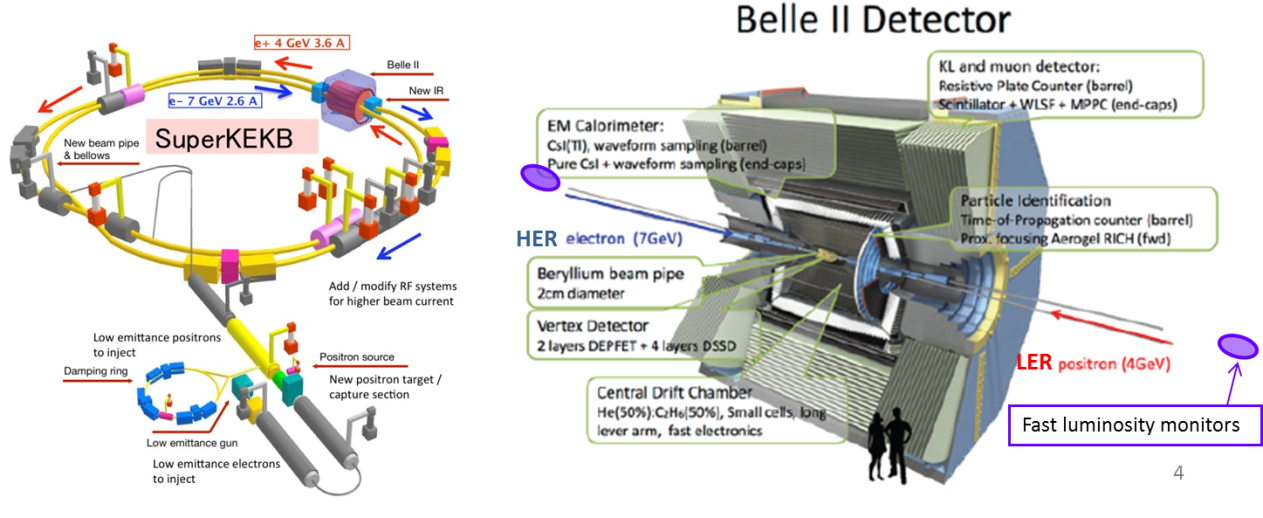 e+ 4 GeV 3.6 A
Belle II
New IR
e- 7 GeV 2.6 A
SuperKEKB
New beam pipe
& bellows
Add / modify RF systems
for higher beam current
Low emittance positrons
to inject
Damping ring
Positron source
New positron target /
capture section
Low emittance gun
Low emittance electrons
to inject
Belle II Detector
KL and muon detector:
Resistive Plate Counter (barrel)
Scintillator + WLSF + MPPC (end-caps)
EM Calorimeter:
CsI(Tl), waveform sampling (barrel)
Pure CsI + waveform sampling (end-caps)
Particle Identification
Time-of-Propagation counter (barrel)
Prox. focusing Aerogel RICH (fwd)
HER electron (7GeV)
Beryllium beam pipe
2cm diameter
Vertex Detector
2 layers DEPFET + 4 layers DSSD
LER positron (4GeV)
Central Drift Chamber
He(50%):C₂H₆(50%), Small cells, long
lever arm, fast electronics
Fast luminosity monitors
4